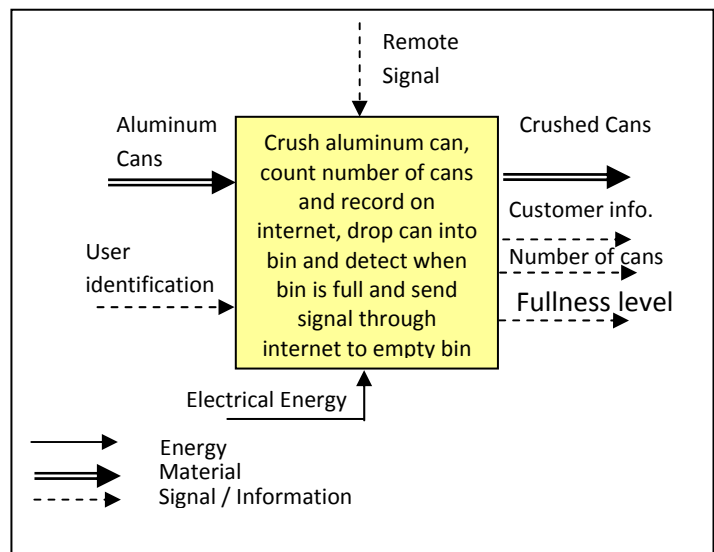 Remote
Signal
Aluminum
Cans
Crushed Cans
Crush aluminum can,
count number of cans
and record on
internet, drop can into
bin and detect when
bin is full and send
signal through
internet to empty bin
Customer info.
User
identification
Number of cans
Fullness level
Electrical Energy
Energy
Material
Signal / Information